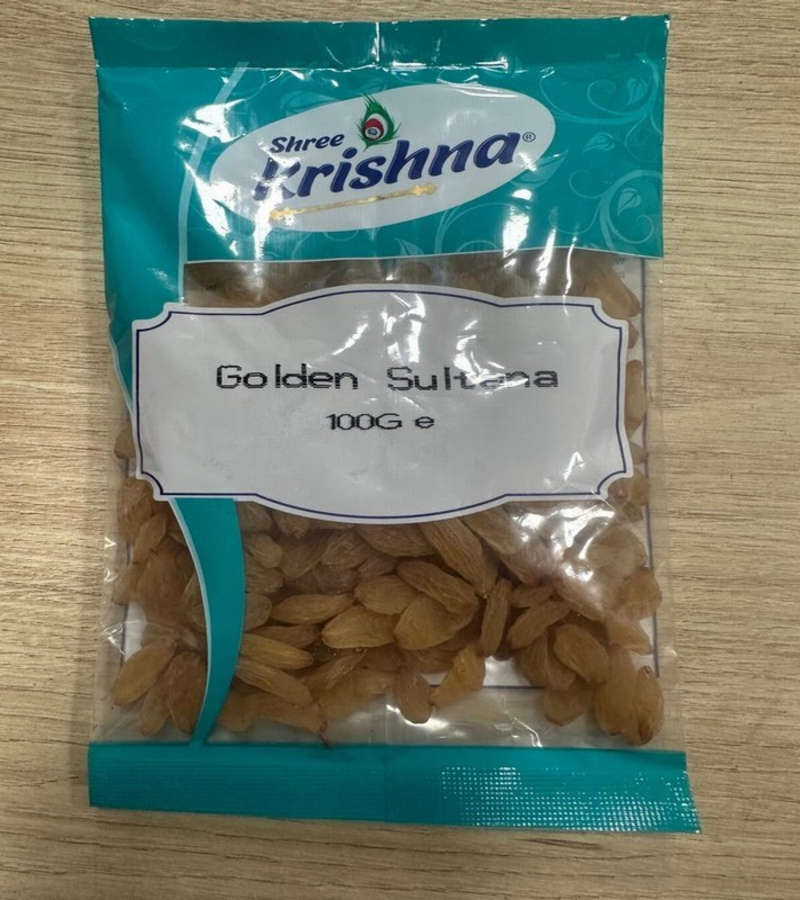 Shree
Krishna®
Golden Sultana
100G e